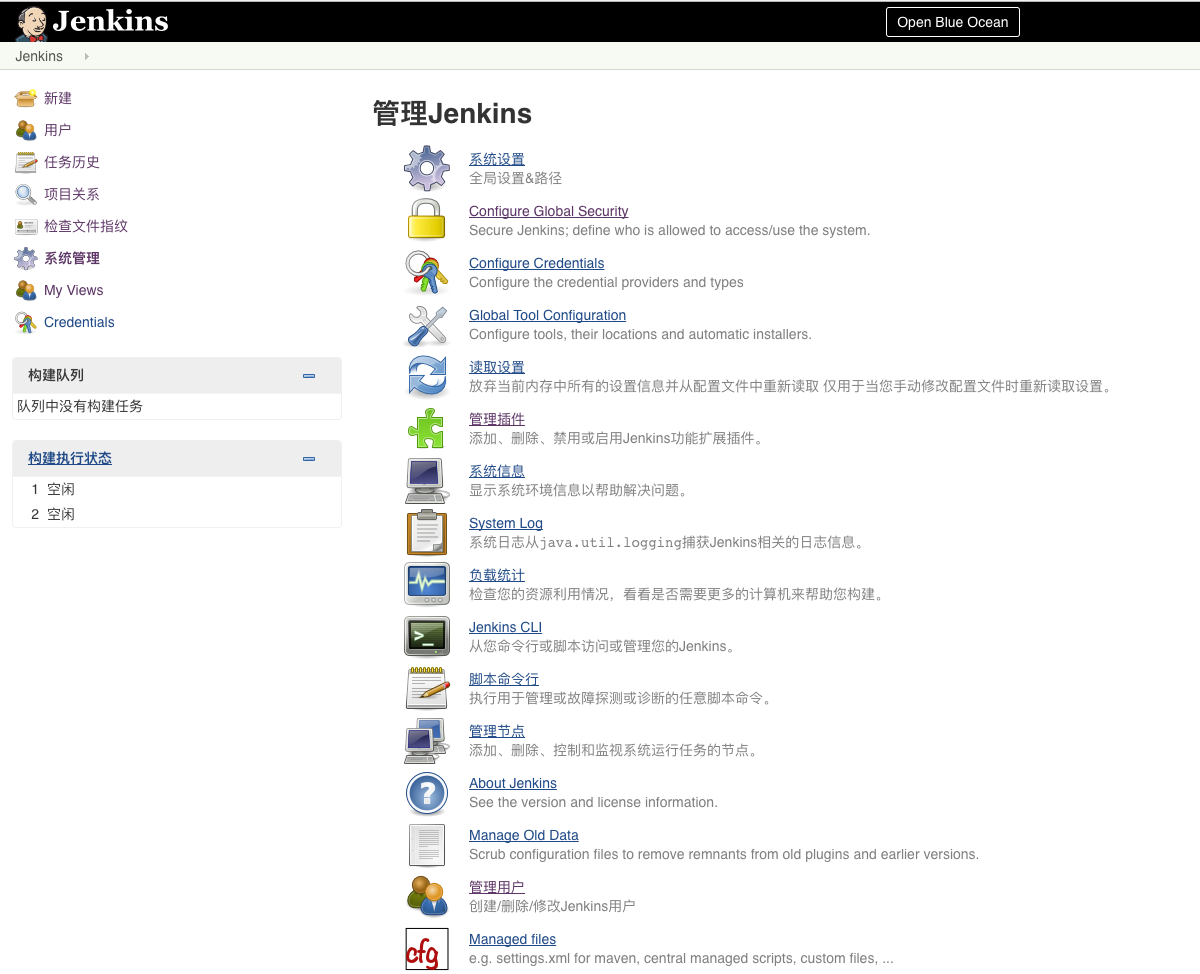 Jenkins
Open Blue Ocean
Jenkins
新建
用户
任务历史
项目关系
检查文件指纹
系统管理
My Views
Credentials
构建队列
队列中没有构建任务
构建执行状态
1 空闲
2 空闲
管理Jenkins
系统设置
全局设置&路径
Configure Global Security
Secure Jenkins; define who is allowed to access/use the system.
Configure Credentials
Configure the credential providers and types
Global Tool Configuration
Configure tools, their locations and automatic installers.
读取设置
放弃当前内存中所有的设置信息并从配置文件中重新读取 仅用于当您手动修改配置文件时重新读取设置。
管理插件
添加、删除、禁用或启用Jenkins功能扩展插件。
系统信息
显示系统环境信息以帮助解决问题。
System Log
系统日志从java.util.logging捕获Jenkins相关的日志信息。
负载统计
检查您的资源利用情况，看看是否需要更多的计算机来帮助您构建。
Jenkins CLI
从您命令行或脚本访问或管理您的Jenkins。
脚本命令行
执行用于管理或故障探测或诊断的任意脚本命令。
管理节点
添加、删除、控制和监视系统运行任务的节点。
About Jenkins
See the version and license information.
Manage Old Data
Scrub configuration files to remove remnants from old plugins and earlier versions.
管理用户
创建/删除/修改Jenkins用户
cfg
Managed files
e.g. settings.xml for maven, central managed scripts, custom files, ...